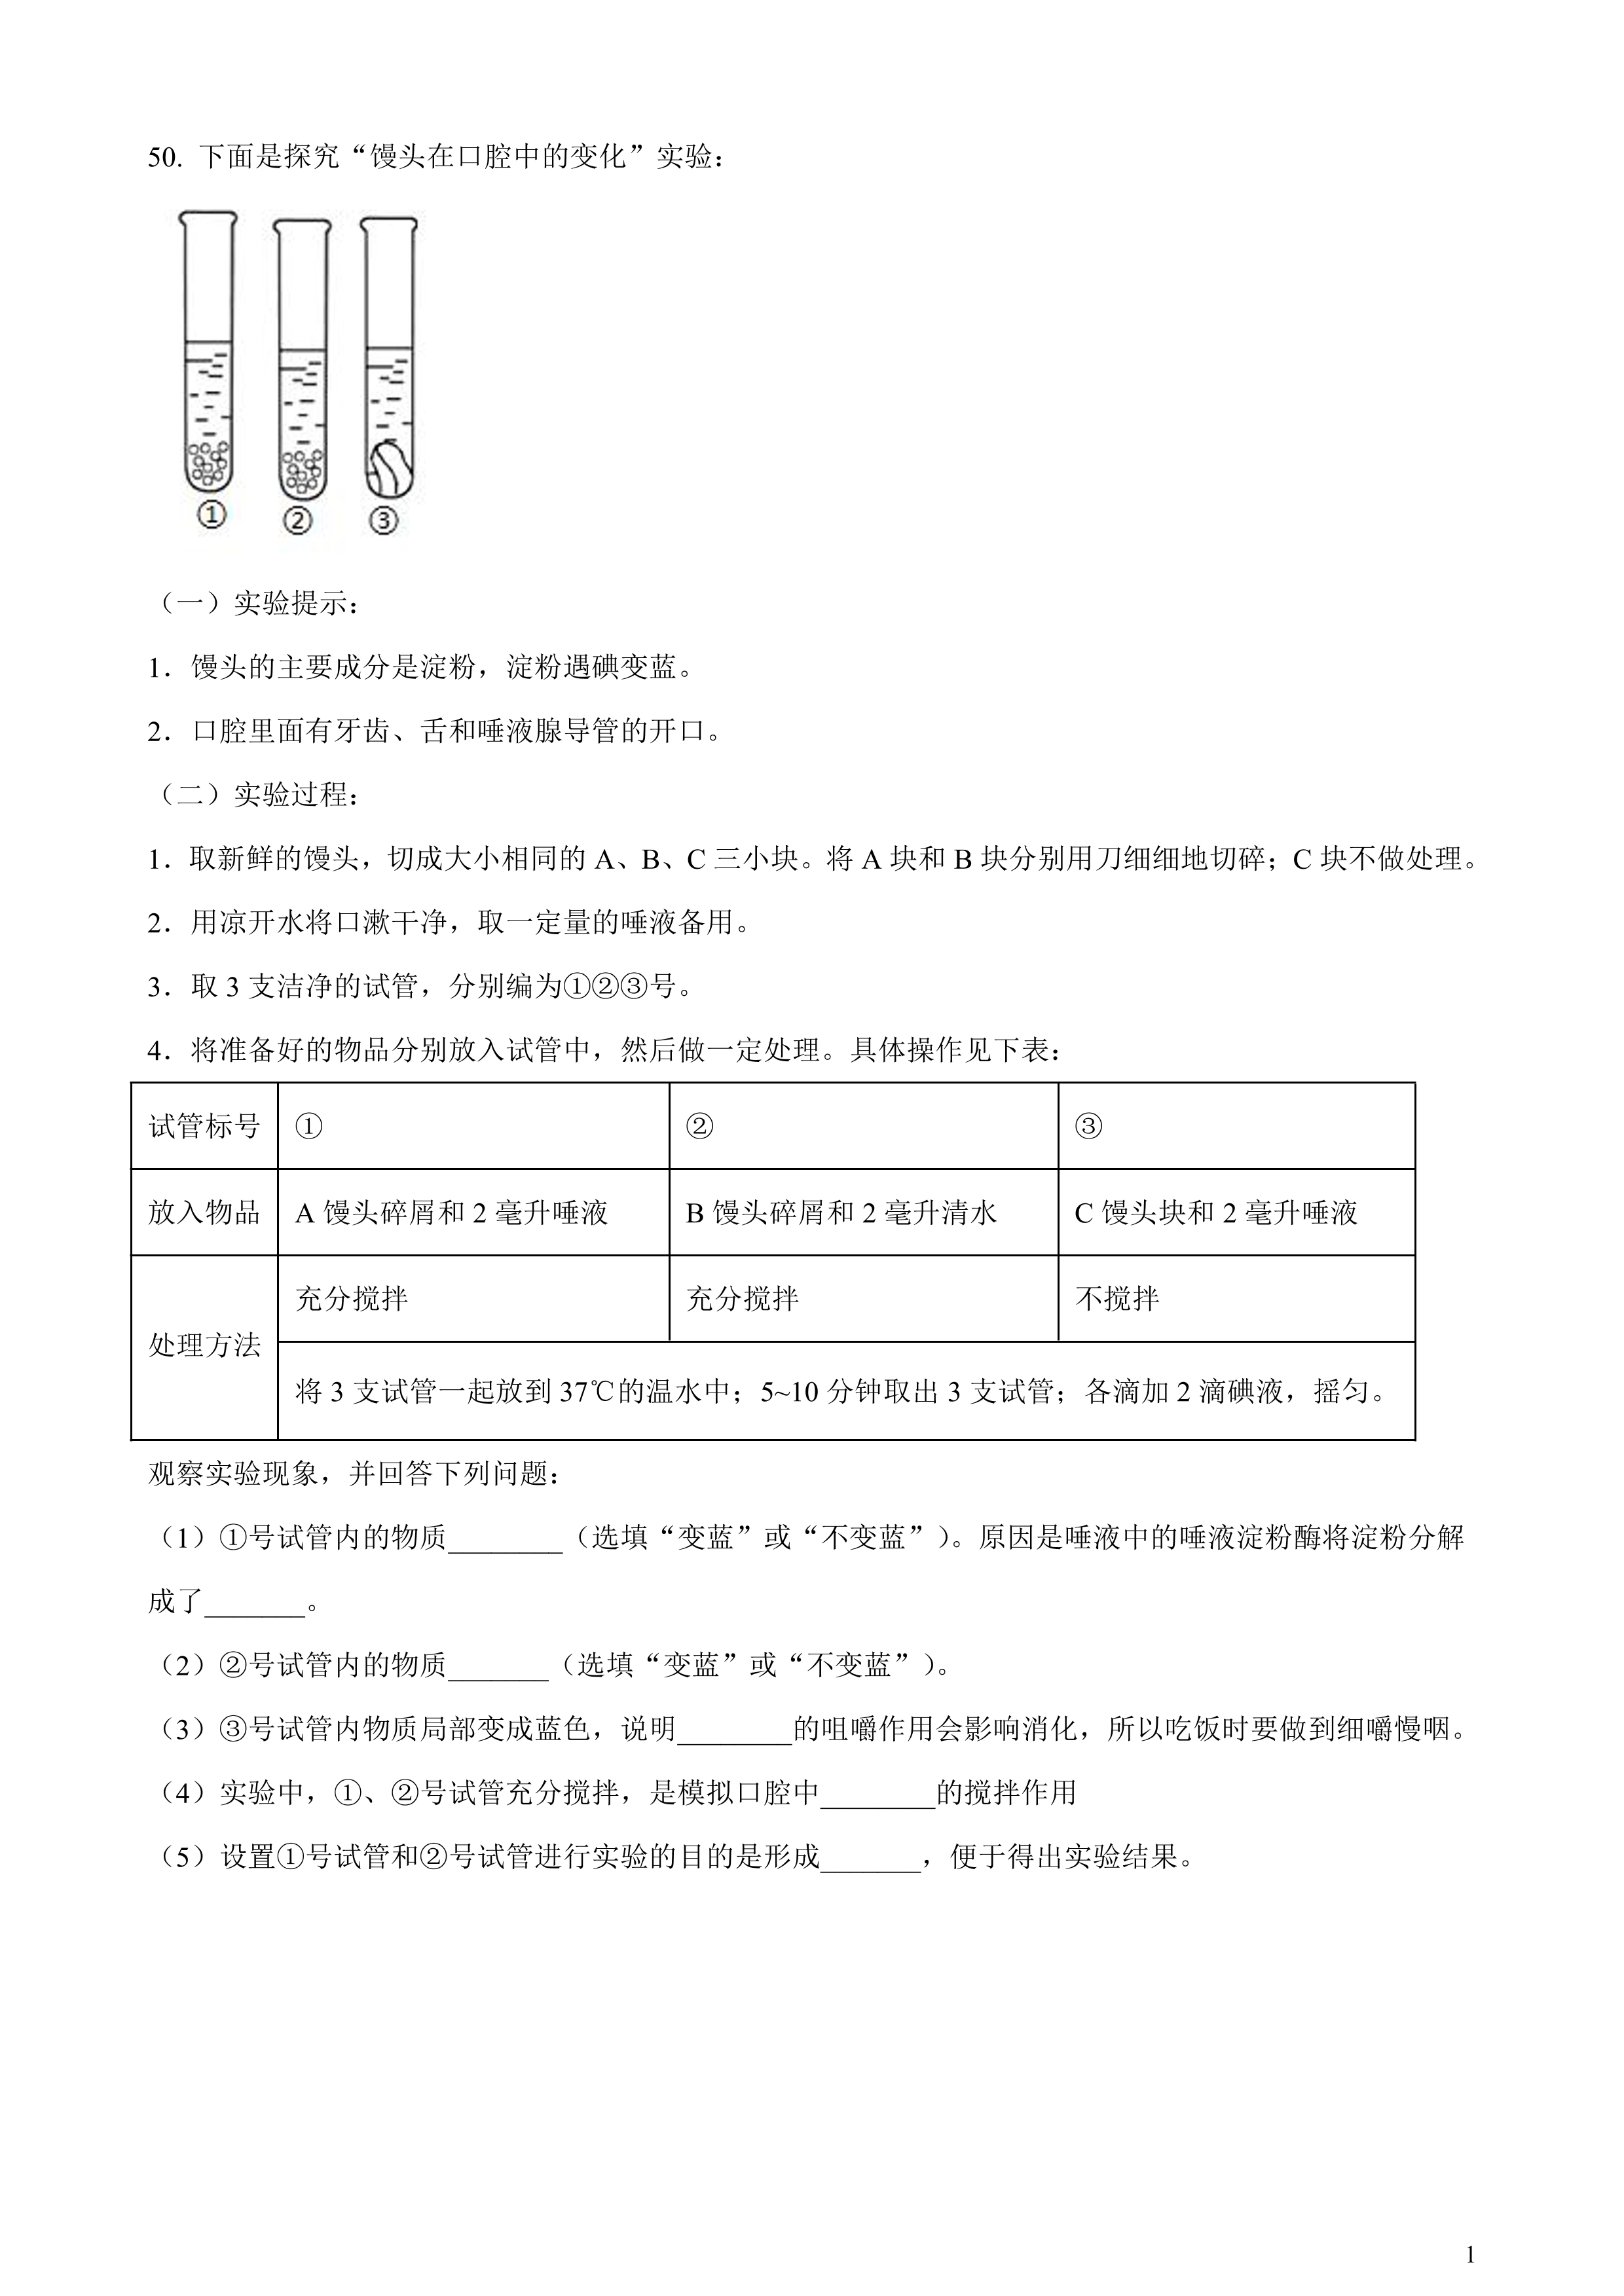 50. 下面是探究“馒头在口腔中的变化”实验：
① ② ③
（一）实验提示：
1．馒头的主要成分是淀粉，淀粉遇碘变蓝。
2．口腔里面有牙齿、舌和唾液腺导管的开口。
（二）实验过程：
1．取新鲜的馒头，切成大小相同的 A、B、C 三小块。将 A 块和 B 块分别用刀细细地切碎；C 块不做处理。
2．用凉开水将口漱干净，取一定量的唾液备用。
3．取 3 支洁净的试管，分别编为①②③号。
4．将准备好的物品分别放入试管中，然后做一定处理。具体操作见下表：
试管标号 ① ② ③
放入物品 A 馒头碎屑和 2 毫升唾液 B 馒头碎屑和 2 毫升清水 C 馒头块和 2 毫升唾液
处理方法 充分搅拌 充分搅拌 不搅拌
将 3 支试管一起放到 37℃的温水中；5~10 分钟取出 3 支试管；各滴加 2 滴碘液，摇匀。
观察实验现象，并回答下列问题：
（1）①号试管内的物质________（选填“变蓝”或“不变蓝”）。原因是唾液中的唾液淀粉酶将淀粉分解
成了_______。
（2）②号试管内的物质_______（选填“变蓝”或“不变蓝”）。
（3）③号试管内物质局部变成蓝色，说明________的咀嚼作用会影响消化，所以吃饭时要做到细嚼慢咽。
（4）实验中，①、②号试管充分搅拌，是模拟口腔中________的搅拌作用
（5）设置①号试管和②号试管进行实验的目的是形成_______，便于得出实验结果。
1